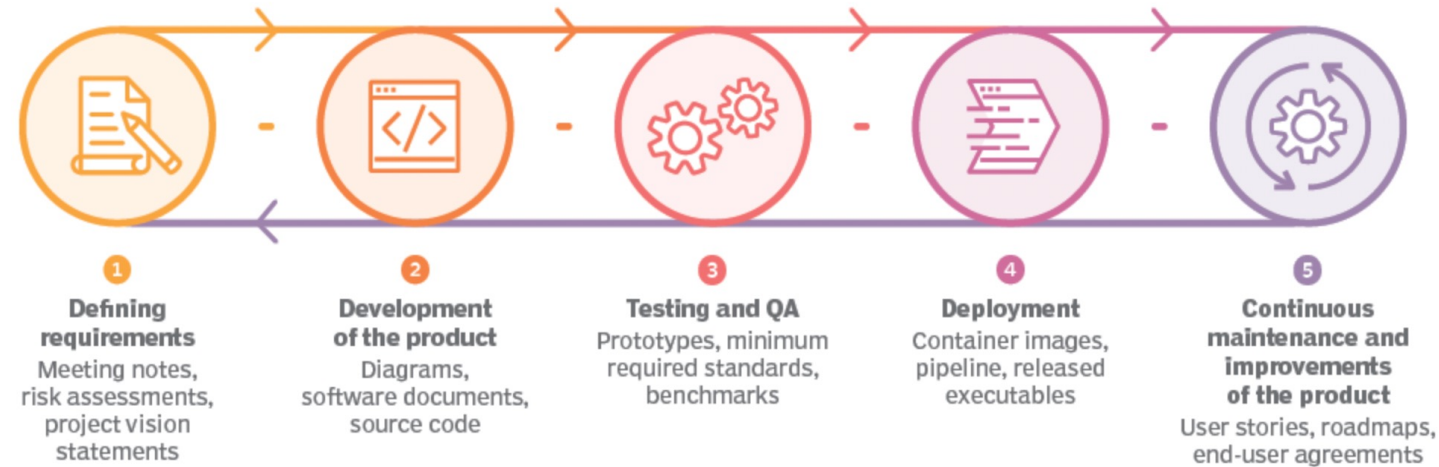 1
Defining
requirements
Meeting notes,
risk assessments,
project vision
statements
2
Development
of the product
Diagrams,
software documents,
source code
3
Testing and QA
Prototypes, minimum
required standards,
benchmarks
4
Deployment
Container images,
pipeline, released
executables
5
Continuous
maintenance and
improvements
of the product
User stories, roadmaps,
end-user agreements